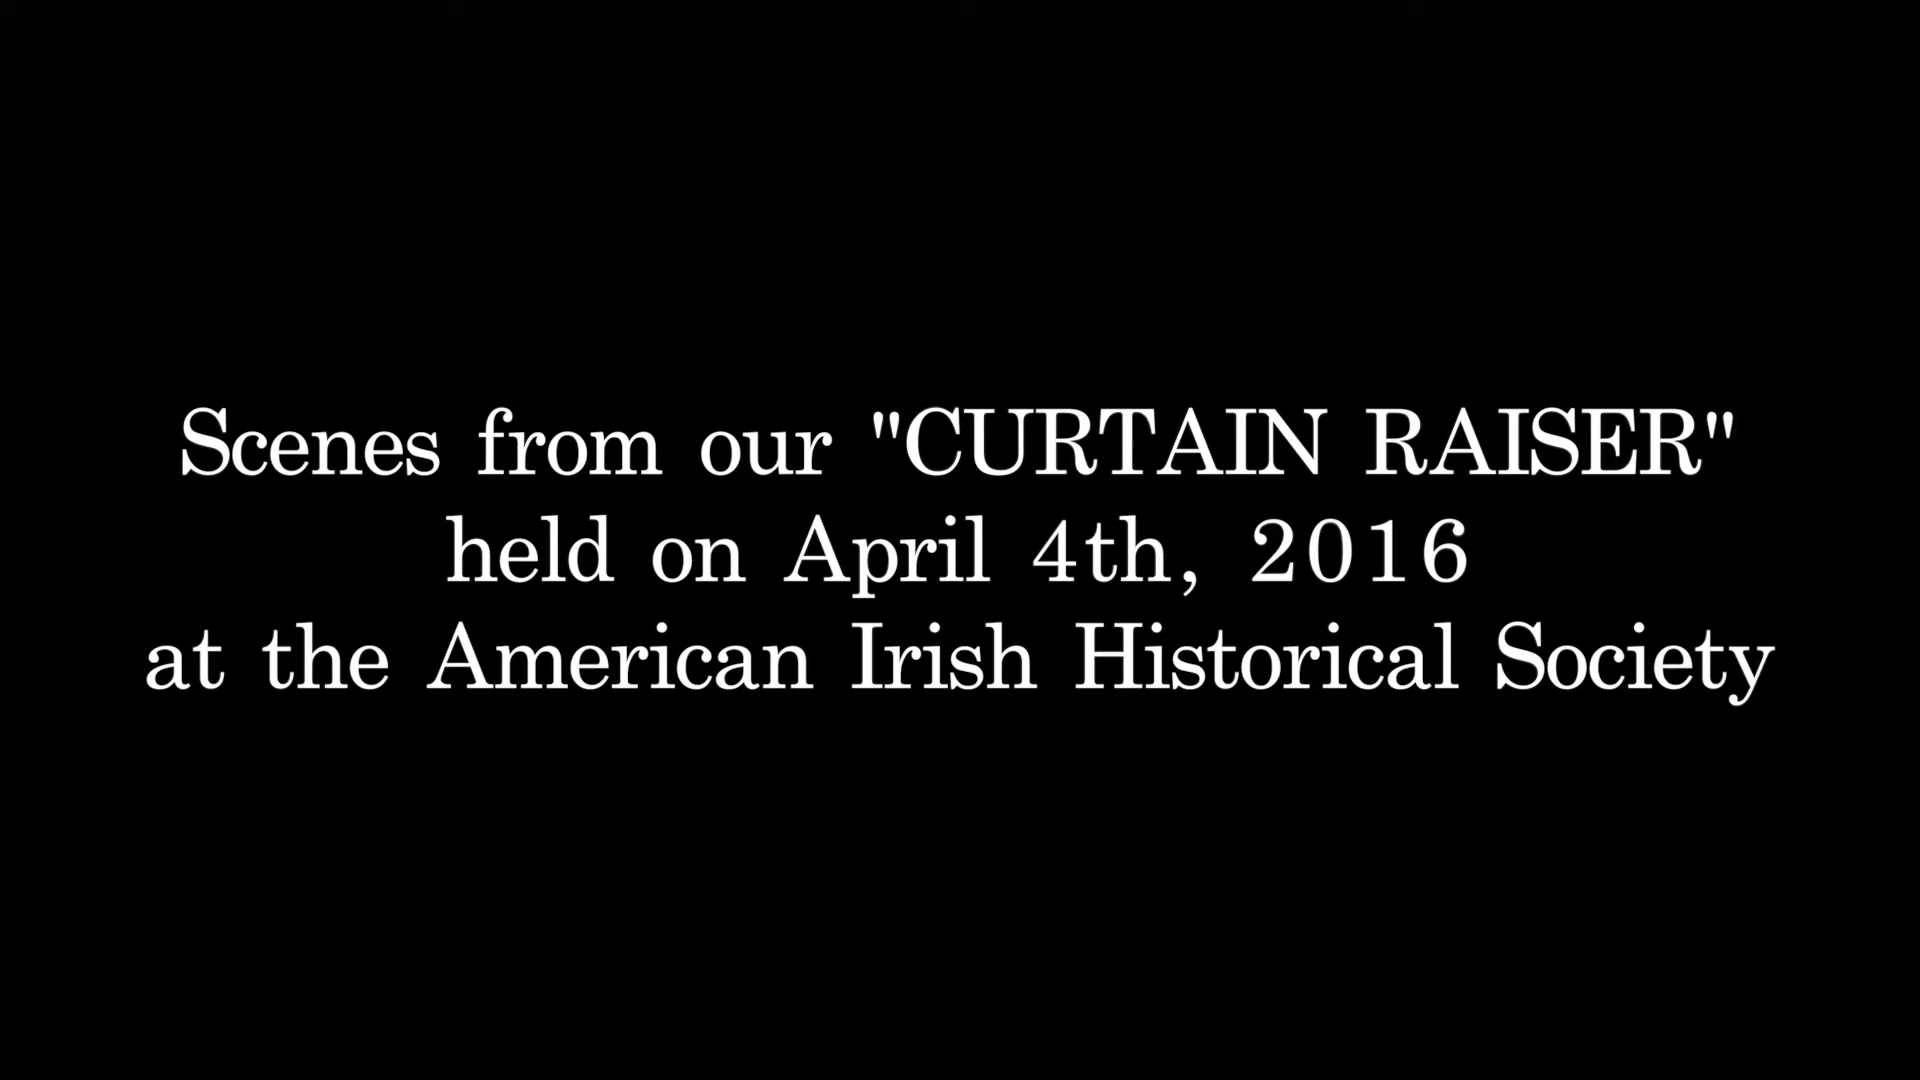 Scenes from our "CURTAIN RAISER"
held on April 4th, 2016
at the American Irish Historical Society